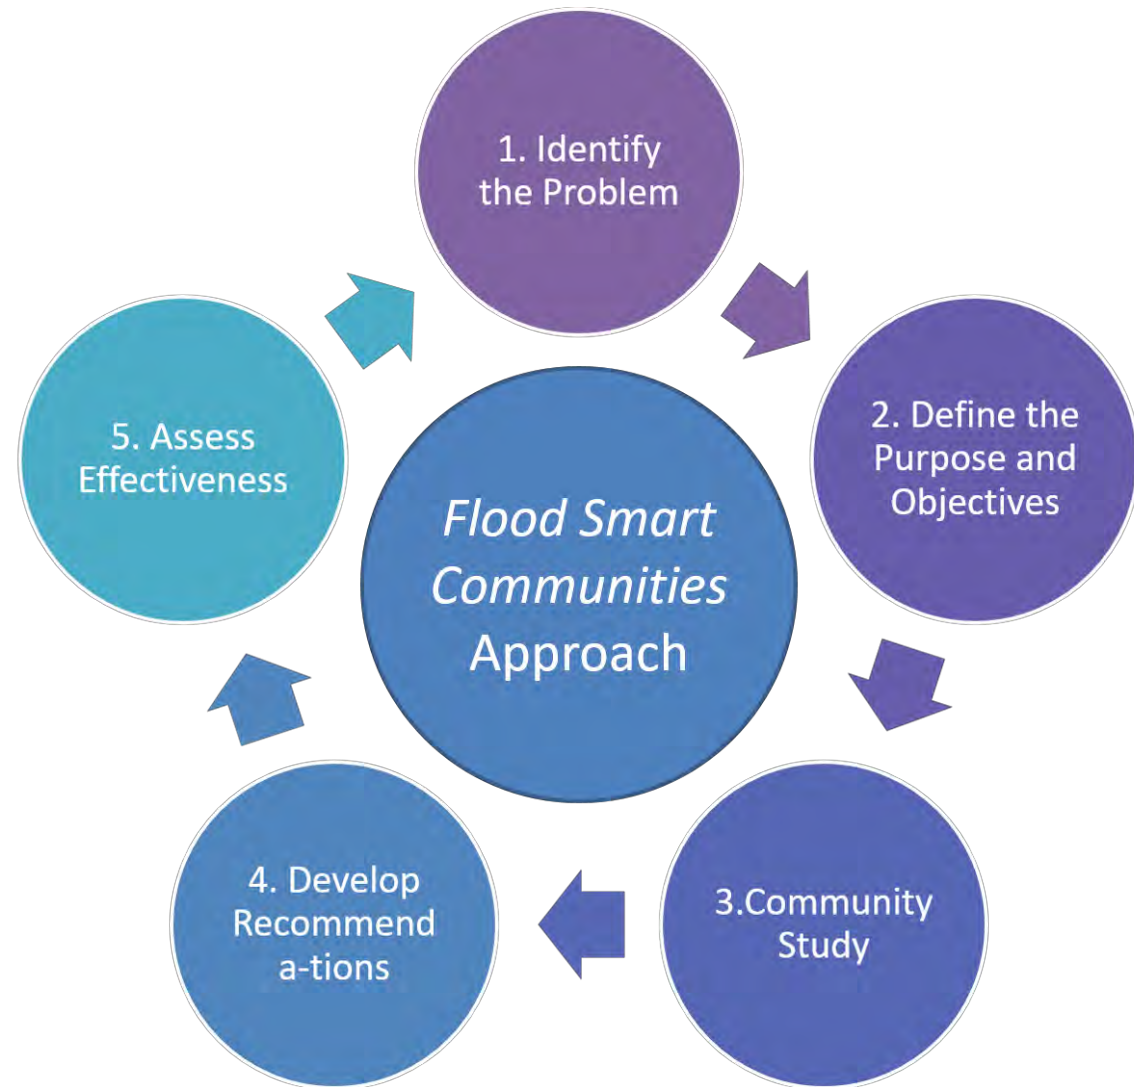 1. Identify
the Problem
2. Define the
Purpose and
Objectives
3.Community
Study
4. Develop
Recommend
a-tions
5. Assess
Effectiveness
Flood Smart
Communities
Approach